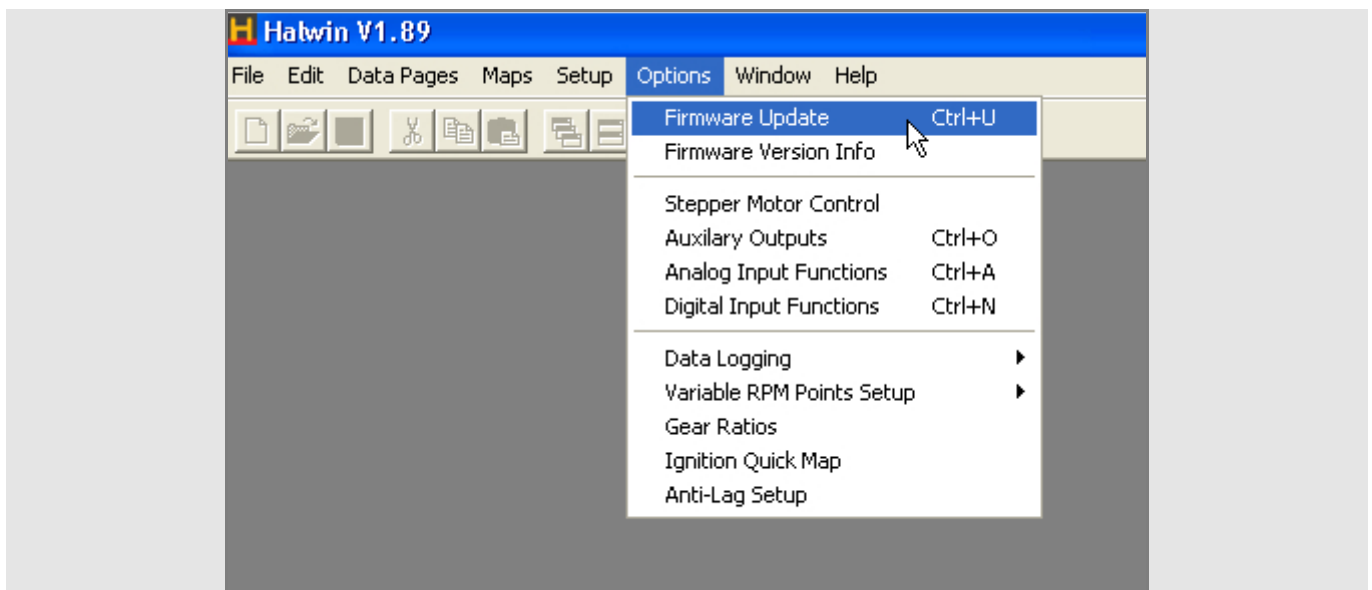 H Halwin V1.89
File Edit Data Pages Maps Setup Options Window Help
Firmware Update Ctrl+U
Firmware Version Info
Stepper Motor Control
Auxilary Outputs Ctrl+O
Analog Input Functions Ctrl+A
Digital Input Functions Ctrl+N
Data Logging
Variable RPM Points Setup
Gear Ratios
Ignition Quick Map
Anti-Lag Setup